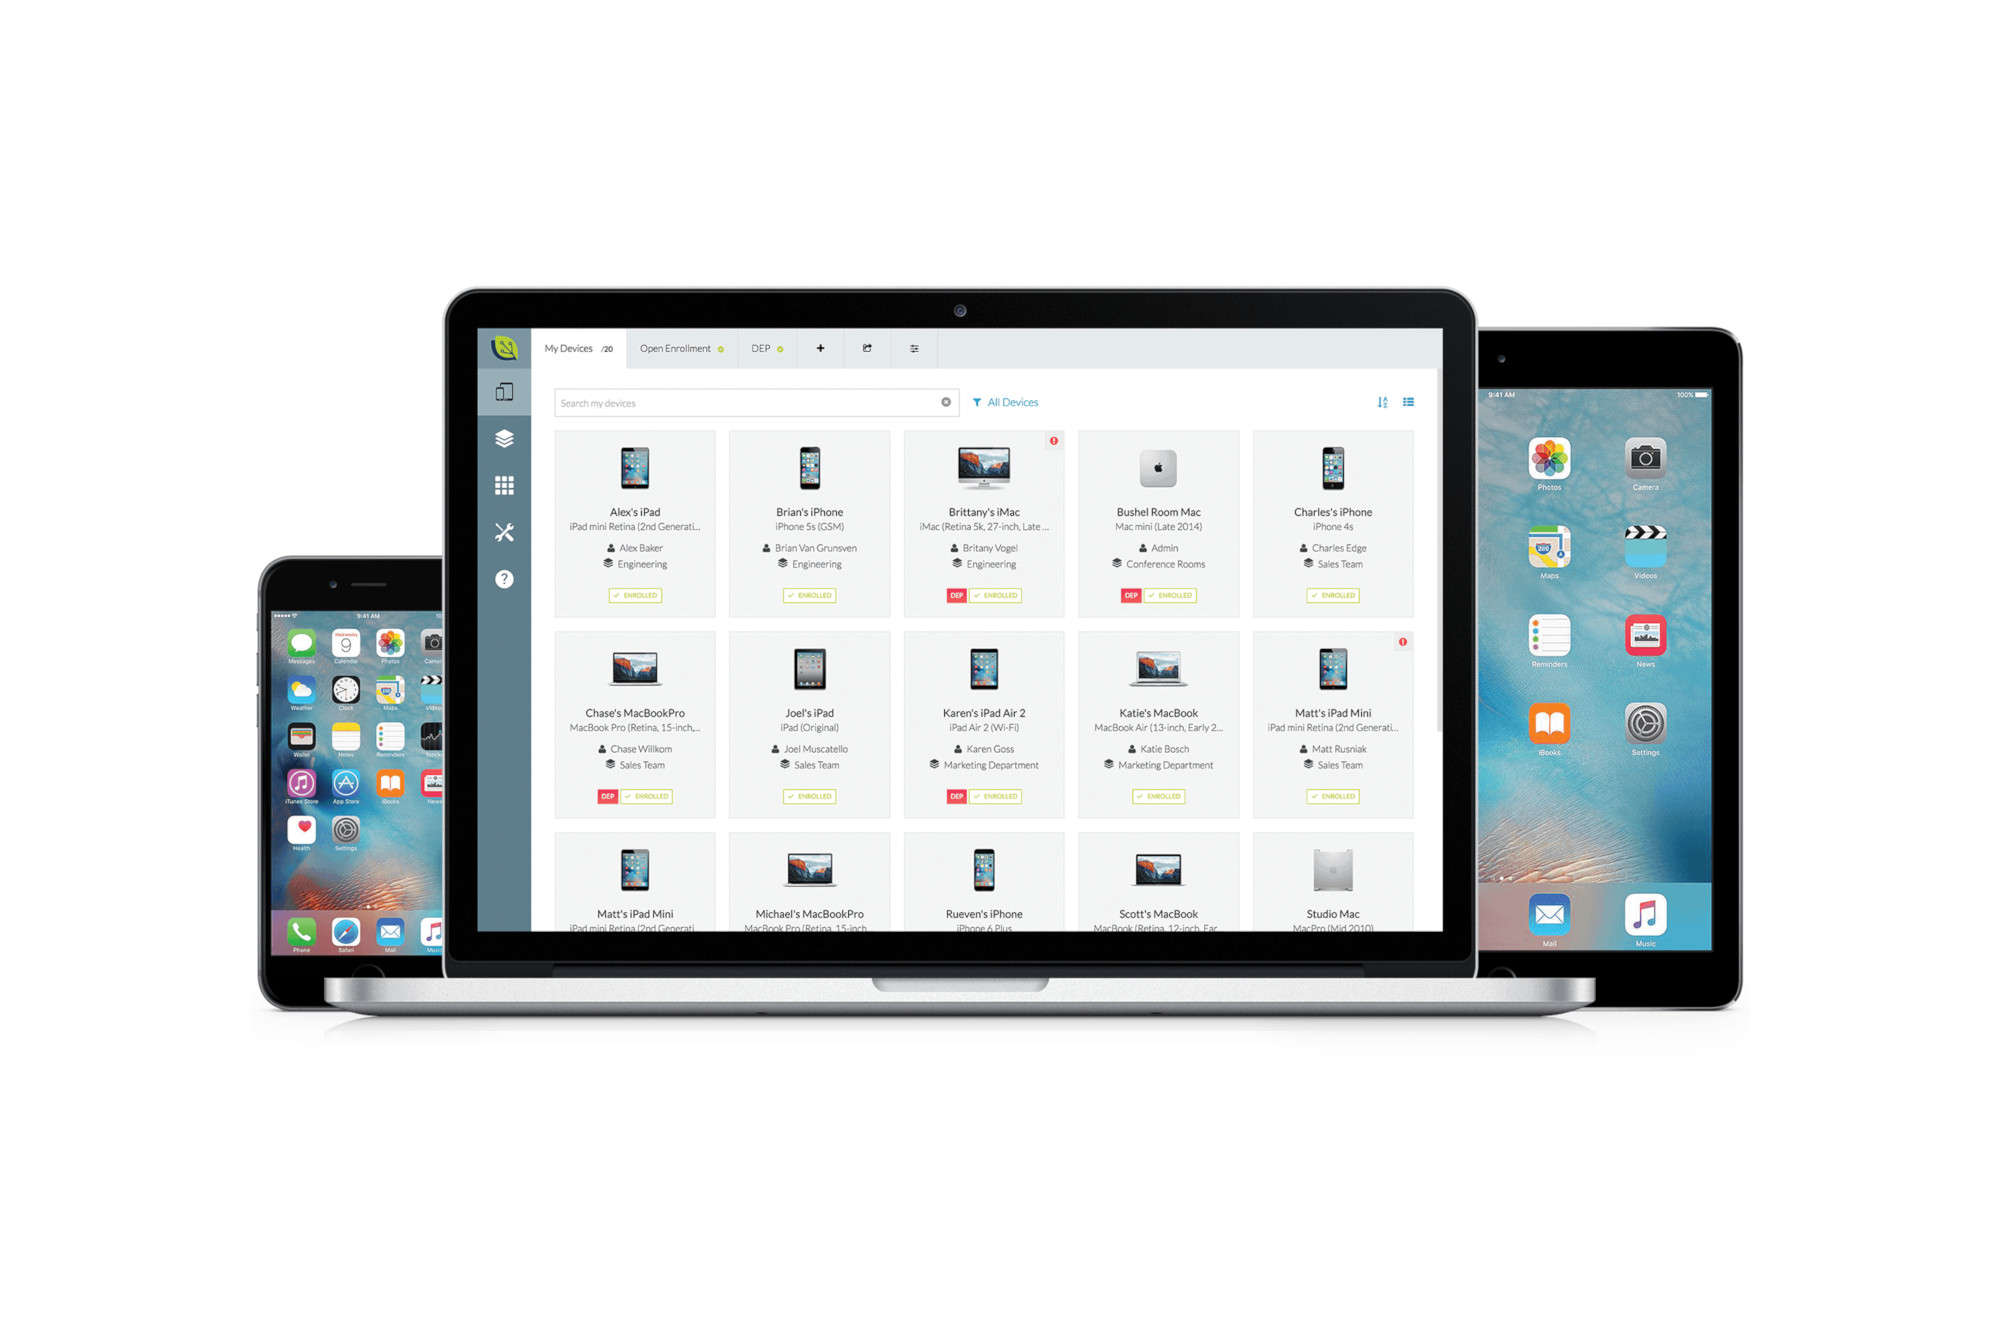 My Devices /20
Open Enrollment
DEP
Search my devices
All Devices
Alex's iPad
iPad mini Retina (2nd Generati...
Alex Baker
Engineering
ENROLLED
Brian's iPhone
iPhone 5s (GSM)
Brian Van Grunsven
Engineering
ENROLLED
Brittany's iMac
iMac (Retina 5k, 27-inch, Late ...
Britany Vogel
Engineering
DEP ENROLLED
Bushel Room Mac
Mac mini (Late 2014)
Admin
Conference Rooms
DEP ENROLLED
Charles's iPhone
iPhone 4s
Charles Edge
Sales Team
ENROLLED
Chase's MacBookPro
MacBook Pro (Retina, 15-inch,...
Chase Willkom
Sales Team
DEP ENROLLED
Joel's iPad
iPad (Original)
Joel Muscatello
Sales Team
ENROLLED
Karen's iPad Air 2
iPad Air 2 (Wi-Fi)
Karen Goss
Marketing Department
DEP ENROLLED
Katie's MacBook
MacBook Air (13-inch, Early 2...
Katie Bosch
Marketing Department
ENROLLED
Matt's iPad Mini
iPad mini Retina (2nd Generati...
Matt Rusniak
Sales Team
ENROLLED
Matt's iPad Mini
iPad mini Retina (2nd Generati...
Michael's MacBookPro
MacBook Pro (Retina, 15-inch,
Rueven's iPhone
iPhone 6 Plus
Scott's MacBook
MacBook (Retina, 12-inch, Ear
Studio Mac
MacPro (Mid 2010)
9:41 AM
Wednesday
9
Messages
Calendar
Photos
Weather
Clock
Maps
Videos
Wallet
Notes
Reminders
Stocks
iTunes Store
App Store
iBooks
News
Health
Settings
Phone
Safari
Mail
9:41 AM
100%
Photos
Camera
280
Maps
Videos
Reminders
News
iBooks
Settings
Mail
Music